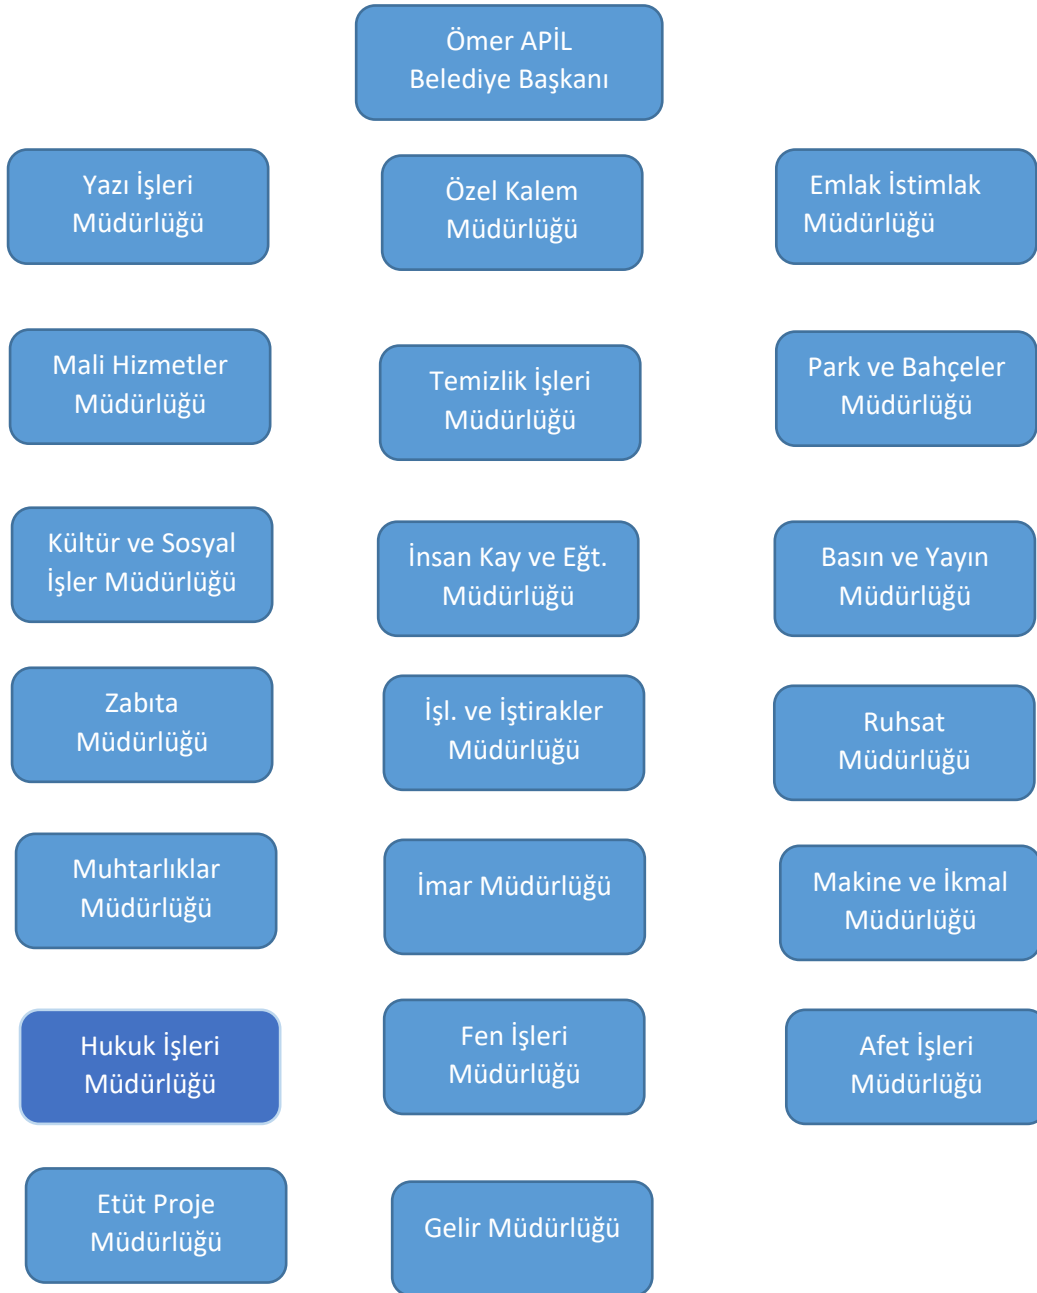 Ömer APİL
Belediye Başkanı
Yazı İşleri
Müdürlüğü
Özel Kalem
Müdürlüğü
Emlak İstimlak
Müdürlüğü
Mali Hizmetler
Müdürlüğü
Temizlik İşleri
Müdürlüğü
Park ve Bahçeler
Müdürlüğü
Kültür ve Sosyal
İşler Müdürlüğü
İnsan Kay ve Eğt.
Müdürlüğü
Basın ve Yayın
Müdürlüğü
Zabıta
Müdürlüğü
İşl. ve İştirakler
Müdürlüğü
Ruhsat
Müdürlüğü
Muhtarlıklar
Müdürlüğü
İmar Müdürlüğü
Makine ve İkmal
Müdürlüğü
Hukuk İşleri
Müdürlüğü
Fen İşleri
Müdürlüğü
Afet İşleri
Müdürlüğü
Etüt Proje
Müdürlüğü
Gelir Müdürlüğü